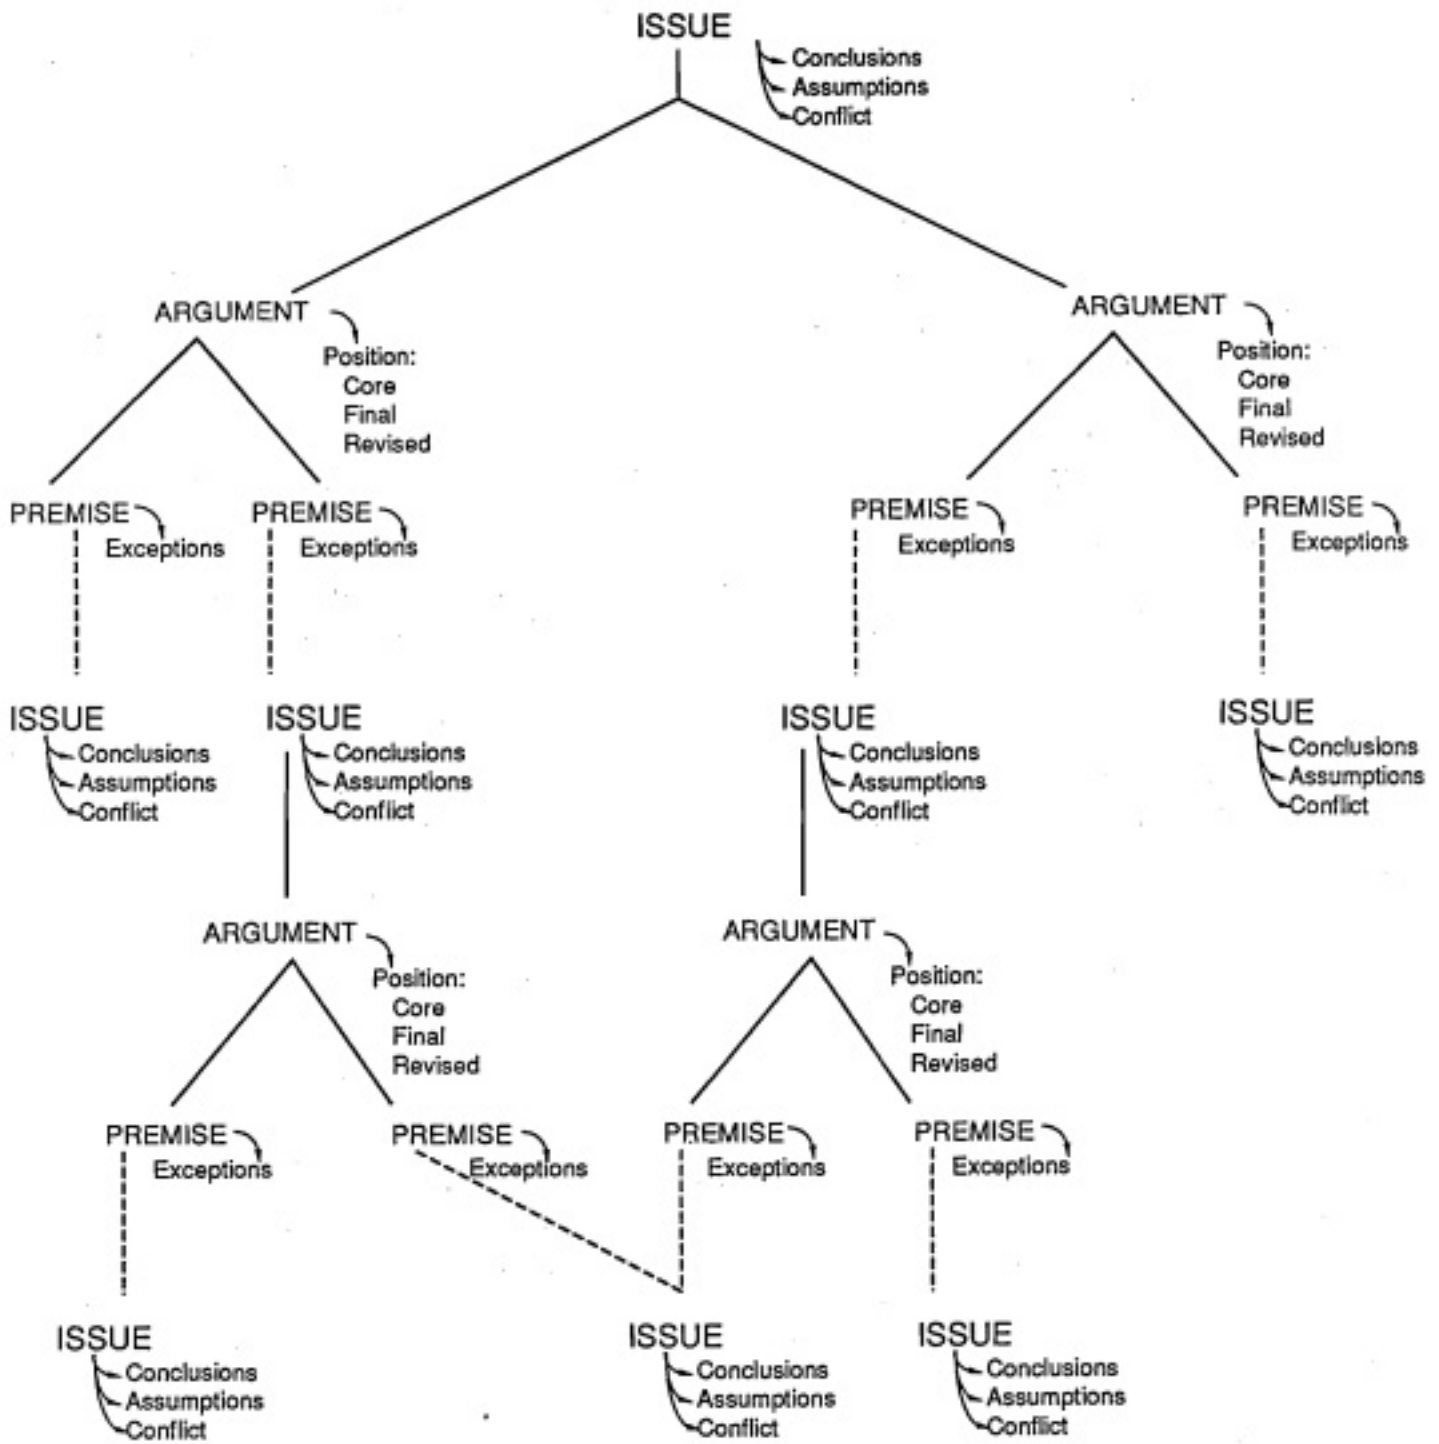 ISSUE
Conclusions
Assumptions
Conflict
ARGUMENT
Position:
Core
Final
Revised
ARGUMENT
Position:
Core
Final
Revised
PREMISE
Exceptions
PREMISE
Exceptions
PREMISE
Exceptions
PREMISE
Exceptions
ISSUE
Conclusions
Assumptions
Conflict
ISSUE
Conclusions
Assumptions
Conflict
ISSUE
Conclusions
Assumptions
Conflict
ISSUE
Conclusions
Assumptions
Conflict
ARGUMENT
Position:
Core
Final
Revised
ARGUMENT
Position:
Core
Final
Revised
PREMISE
Exceptions
PREMISE
Exceptions
PREMISE
Exceptions
PREMISE
Exceptions
ISSUE
Conclusions
Assumptions
Conflict
ISSUE
Conclusions
Assumptions
Conflict
ISSUE
Conclusions
Assumptions
Conflict